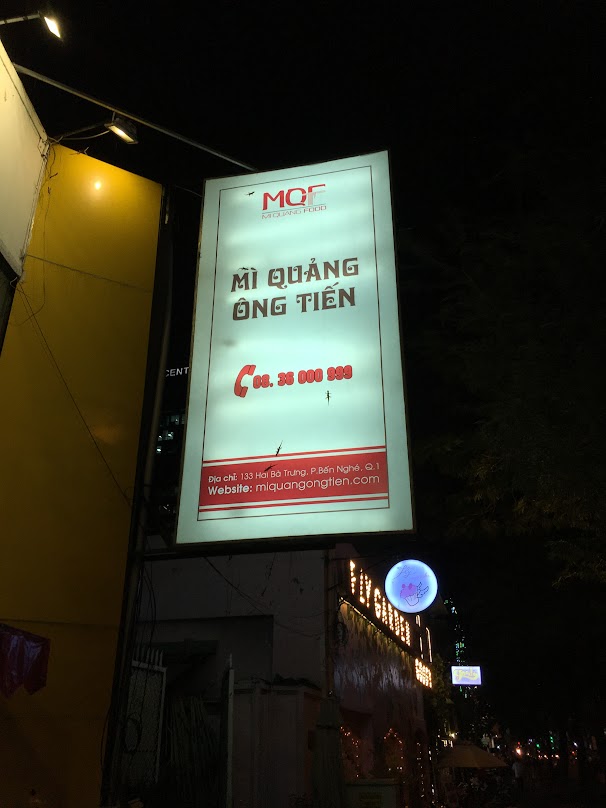 MQF
MI QUANG FOOD
MÌ QUẢNG
ÔNG TIẾN
08. 36 000 999
Địa chỉ: 133 Hai Bà Trưng, P.Bến Nghé, Q.1
Website: miquangongtien.com
CENT